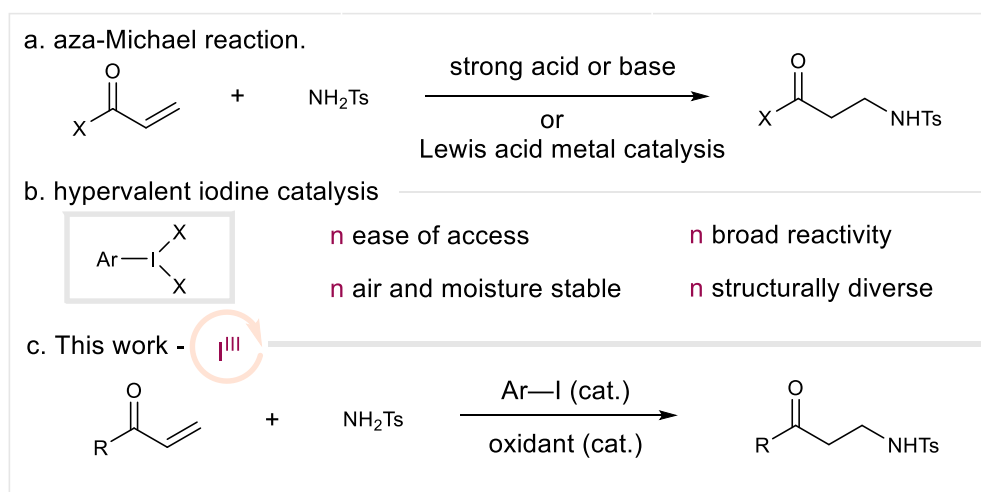 a. aza-Michael reaction.
O
X
+
NH₂Ts
strong acid or base
or
Lewis acid metal catalysis
O
X
NHTs
b. hypervalent iodine catalysis
Ar—I
X
X
n ease of access
n broad reactivity
n air and moisture stable
n structurally diverse
c. This work - Iᴵᴵᴵ
O
R
+
NH₂Ts
Ar—I (cat.)
oxidant (cat.)
O
R
NHTs